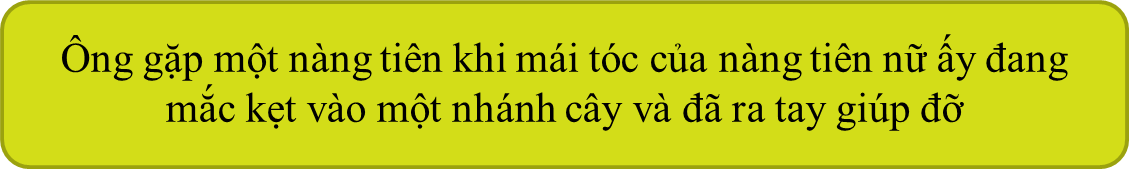 Ông gặp một nàng tiên khi mái tóc của nàng tiên nữ ấy đang
mắc kẹt vào một nhánh cây và đã ra tay giúp đỡ